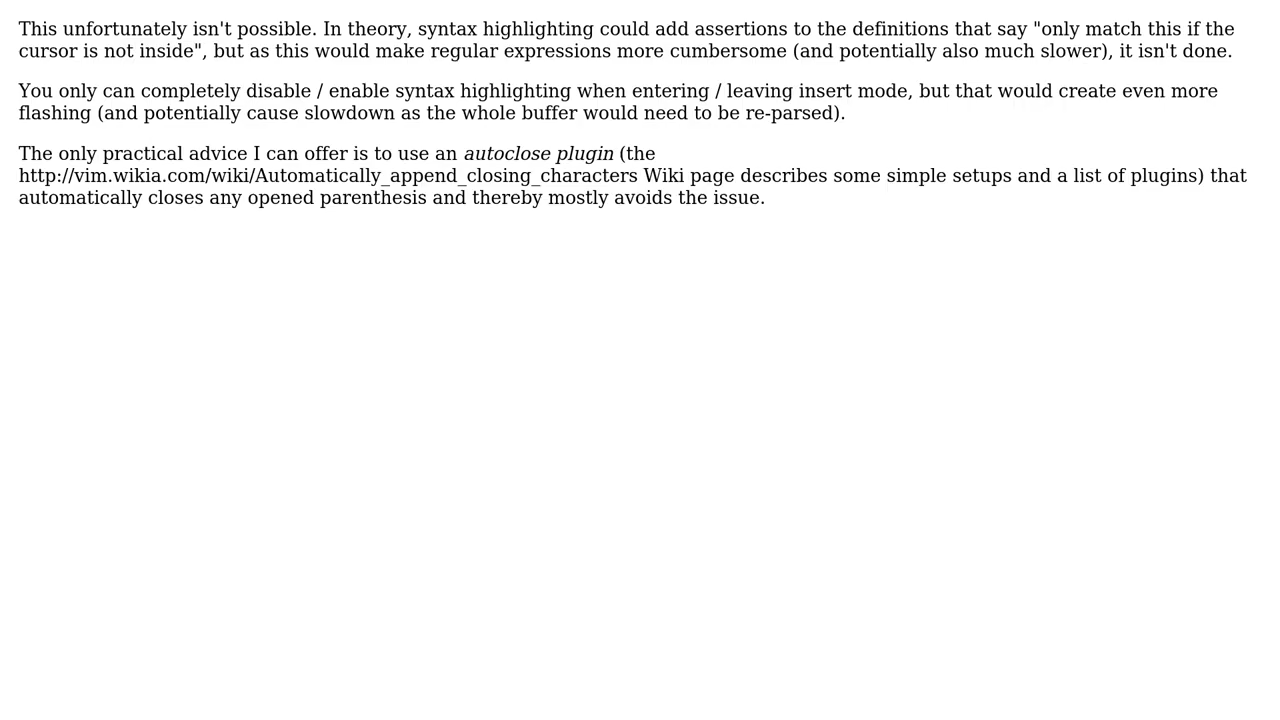 This unfortunately isn't possible. In theory, syntax highlighting could add assertions to the definitions that say "only match this if the
cursor is not inside", but as this would make regular expressions more cumbersome (and potentially also much slower), it isn't done.
You only can completely disable / enable syntax highlighting when entering / leaving insert mode, but that would create even more
flashing (and potentially cause slowdown as the whole buffer would need to be re-parsed).
The only practical advice I can offer is to use an autoclose plugin (the
http://vim.wikia.com/wiki/Automatically_append_closing_characters Wiki page describes some simple setups and a list of plugins) that
automatically closes any opened parenthesis and thereby mostly avoids the issue.